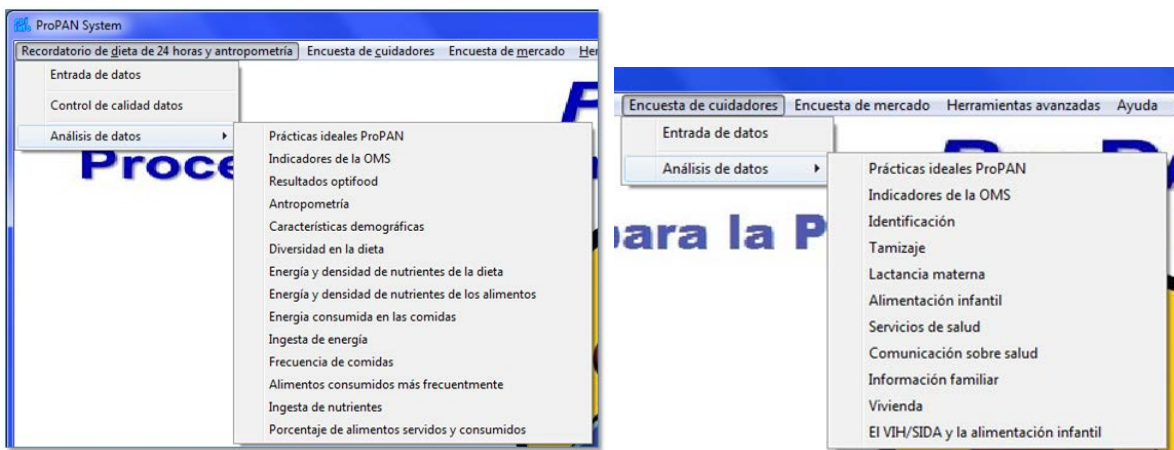 ProPAN System
Recordatorio de dieta de 24 horas y antropometría Encuesta de cuidadores Encuesta de mercado
Entrada de datos
Control de calidad datos
Análisis de datos
Prácticas ideales ProPAN
Indicadores de la OMS
Resultados optifood
Antropometría
Características demográficas
Diversidad en la dieta
Energía y densidad de nutrientes de la dieta
Energía y densidad de nutrientes de los alimentos
Energia consumida en las comidas
Ingesta de energía
Frecuencia de comidas
Alimentos consumidos más frecuentmente
Ingesta de nutrientes
Porcentaje de alimentos servidos y consumidos
Proce
Encuesta de cuidadores Encuesta de mercado Herramientas avanzadas Ayuda
Entrada de datos
Análisis de datos
Prácticas ideales ProPAN
Indicadores de la OMS
Identificación
Tamizaje
Lactancia materna
Alimentación infantil
Servicios de salud
Comunicación sobre salud
Información familiar
Vivienda
El VIH/SIDA y la alimentación infantil
para la P